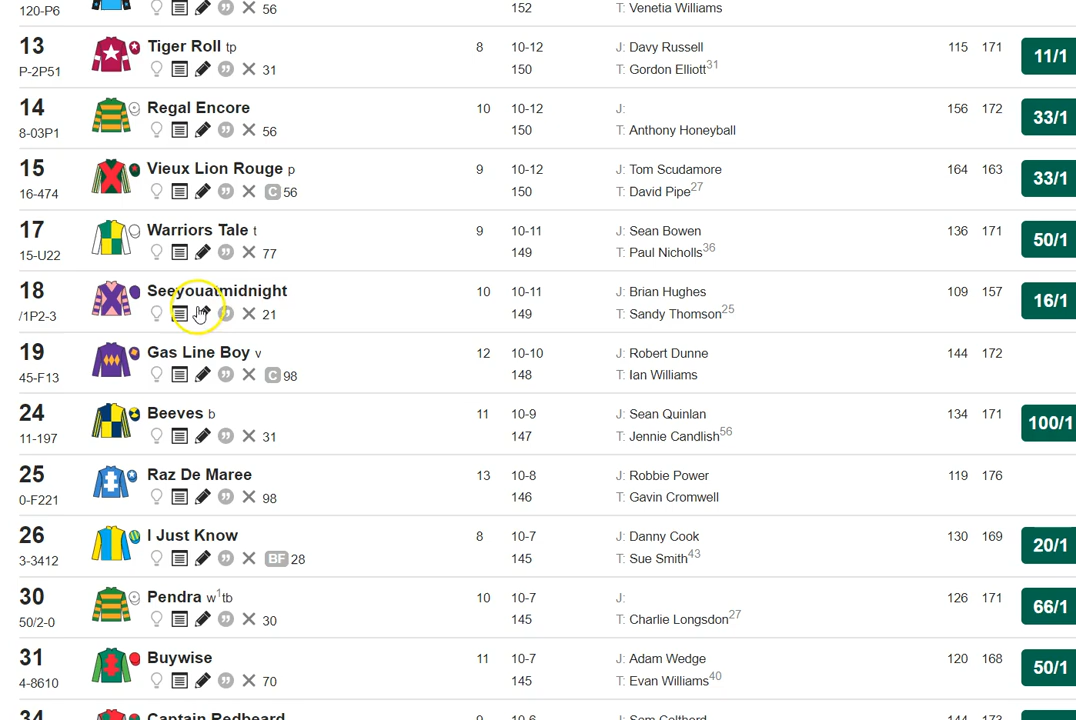 120-P6 56 152 T: Venetia Williams
13 Tiger Roll tp 8 10-12 J: Davy Russell 115 171 11/1
P-2P51 31 150 T: Gordon Elliott31
14 Regal Encore 10 10-12 J: 156 172 33/1
8-03P1 56 150 T: Anthony Honeyball
15 Vieux Lion Rouge p 9 10-12 J: Tom Scudamore 164 163 33/1
16-474 C 56 150 T: David Pipe27
17 Warriors Tale t 9 10-11 J: Sean Bowen 136 171 50/1
15-U22 77 149 T: Paul Nicholls36
18 Seeyouatmidnight 10 10-11 J: Brian Hughes 109 157 16/1
/1P2-3 21 149 T: Sandy Thomson25
19 Gas Line Boy v 12 10-10 J: Robert Dunne 144 172
45-F13 C 98 148 T: Ian Williams
24 Beeves b 11 10-9 J: Sean Quinlan 134 171 100/1
11-197 31 147 T: Jennie Candlish56
25 Raz De Maree 13 10-8 J: Robbie Power 119 176
0-F221 98 146 T: Gavin Cromwell
26 I Just Know 8 10-7 J: Danny Cook 130 169 20/1
3-3412 BF 28 145 T: Sue Smith43
30 Pendra w1tb 10 10-7 J: 126 171 66/1
50/2-0 30 145 T: Charlie Longsdon27
31 Buywise 11 10-7 J: Adam Wedge 120 168 50/1
4-8610 70 145 T: Evan Williams40
34 Captain Redbeard 9 10-6 J: Sam Coltherd 144 173